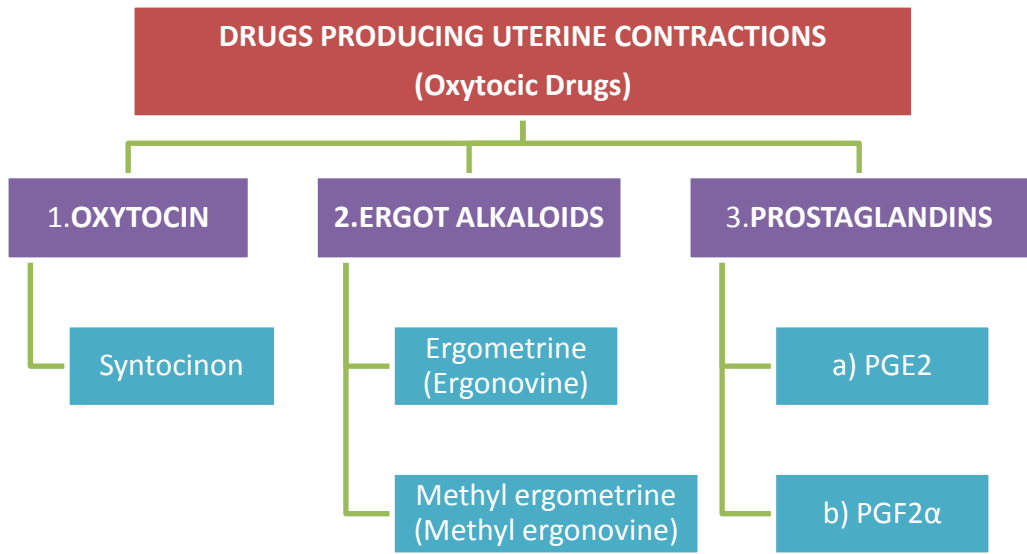 DRUGS PRODUCING UTERINE CONTRACTIONS
(Oxytocic Drugs)
1.OXYTOCIN
2.ERGOT ALKALOIDS
3.PROSTAGLANDINS
Syntocinon
Ergometrine
(Ergonovine)
a) PGE2
Methyl ergometrine
(Methyl ergonovine)
b) PGF2α